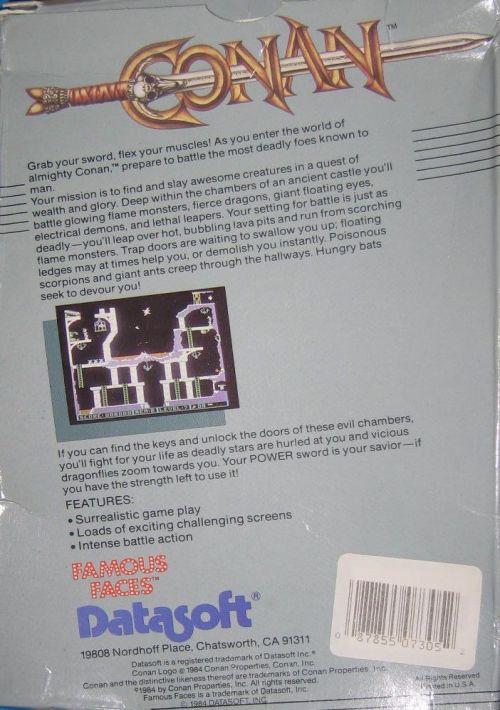 CONAN™
Grab your sword, flex your muscles! As you enter the world of
almighty Conan,™ prepare to battle the most deadly foes known to
man.
Your mission is to find and slay awesome creatures in a quest of
wealth and glory. Deep within the chambers of an ancient castle you'll
battle glowing flame monsters, fierce dragons, giant floating eyes,
electrical demons, and lethal leapers. Your setting for battle is just as
deadly—you'll leap over hot, bubbling lava pits and run from scorching
flame monsters. Trap doors are waiting to swallow you up; floating
ledges may at times help you, or demolish you instantly. Poisonous
scorpions and giant ants creep through the hallways. Hungry bats
seek to devour you!
If you can find the keys and unlock the doors of these evil chambers,
you'll fight for your life as deadly stars are hurled at you and vicious
dragonflies zoom towards you. Your POWER sword is your savior—if
you have the strength left to use it!
FEATURES:
• Surrealistic game play
• Loads of exciting challenging screens
• Intense battle action
FAMOUS
FACES™
Datasoft®
19808 Nordhoff Place, Chatsworth, CA 91311
0 87855 07305 2
Datasoft is a registered trademark of Datasoft Inc.®
Conan Logo © 1984 Conan Properties, Conan, Inc.
Conan and the distinctive likeness thereof are trademarks of Conan Properties, Inc.
©1984 by Conan Properties, Inc. All rights reserved.
Famous Faces is a trademark of Datasoft, Inc.
© 1984 DATASOFT, INC.
All Rights Reserved
Printed in U.S.A.